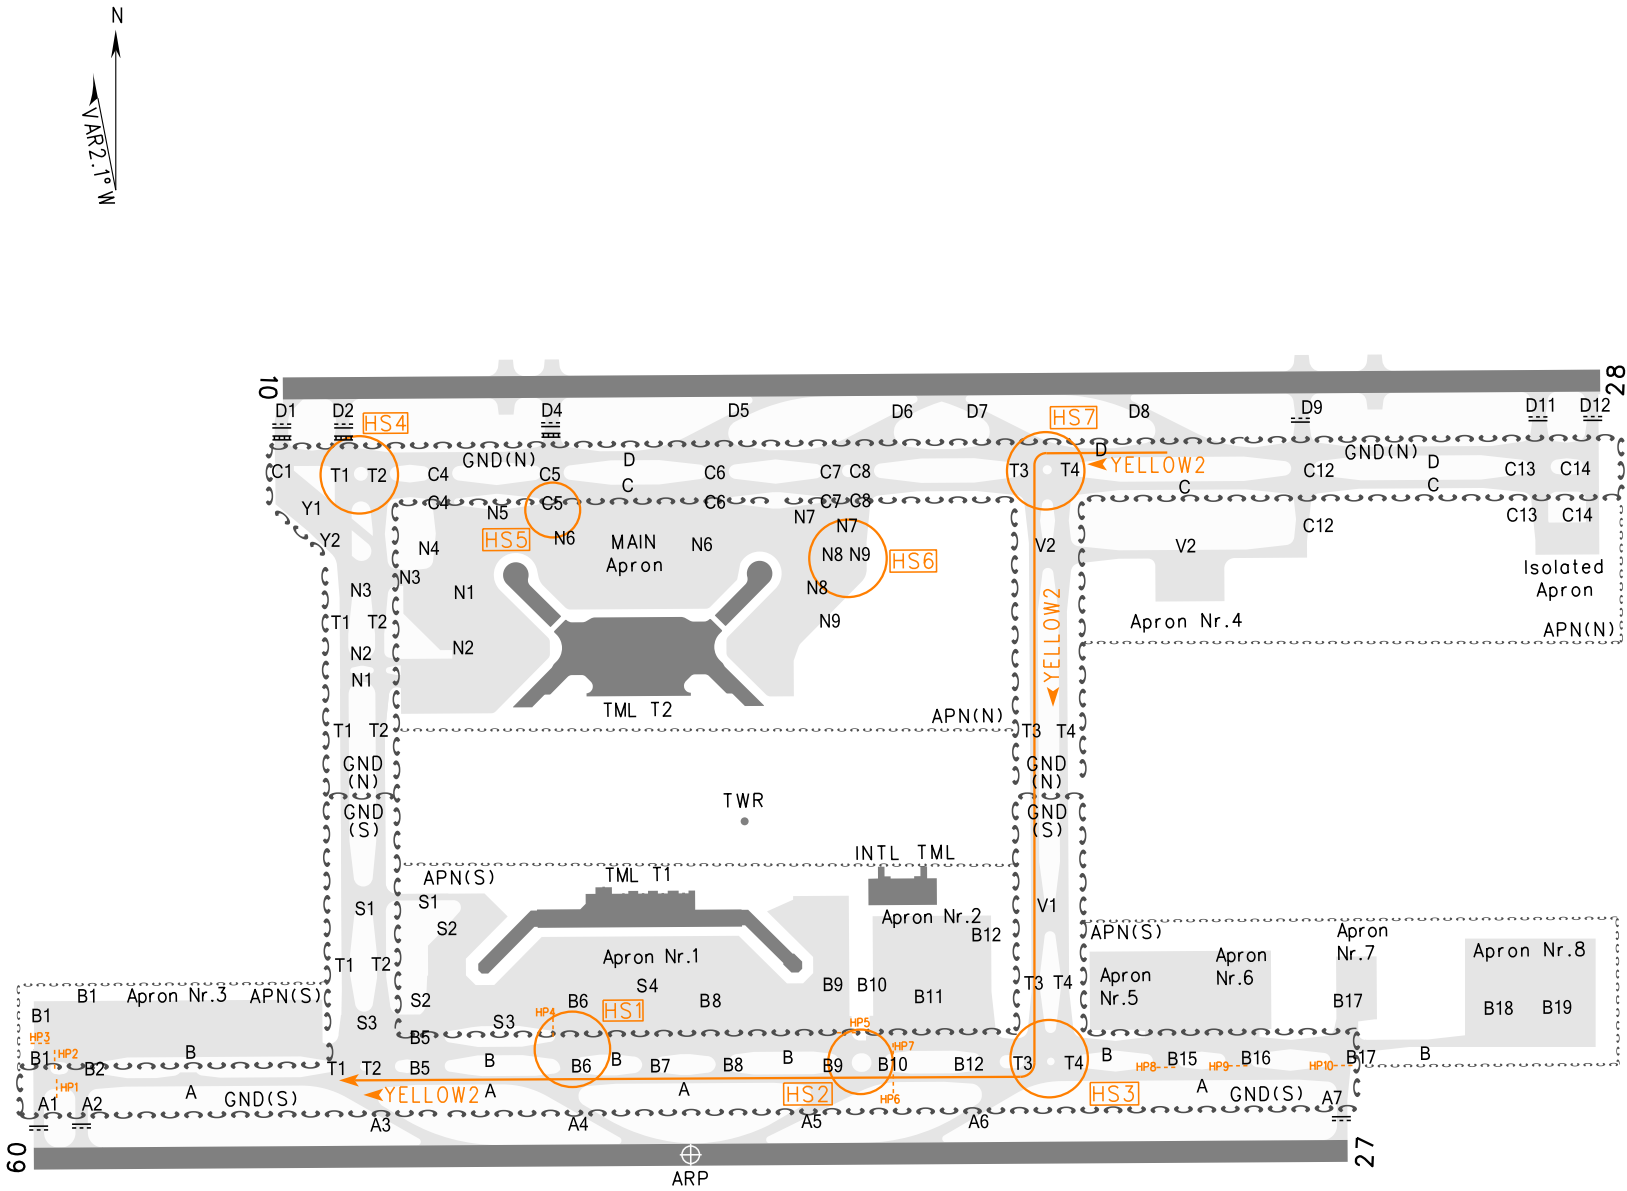 N
VAR2.1°W
10
28
D1
D2
HS4
D4
D5
D6
D7
HS7
D8
D9
D11
D12
C1
T1
T2
C4
GND(N)
C5
D
C
C6
C7
C8
T3
T4
D
YELLOW2
C
C12
GND(N)
D
C
C13
C14
Y1
C4
N5
C5
C6
N7
C7
C8
N7
C12
C13
C14
Y2
N4
HS5
N6
MAIN
Apron
N6
N8
N9
HS6
V2
V2
N3
N3
N1
N8
YELLOW2
Isolated
Apron
T1
T2
N9
Apron Nr.4
APN(N)
N2
N2
N1
TML T2
APN(N)
T1
T2
T3
T4
GND
(N)
GND
(N)
GND
(S)
TWR
GND
(S)
INTL TML
APN(S)
TML T1
S1
S1
S2
Apron Nr.2
B12
V1
APN(S)
Apron
Nr.7
Apron Nr.8
Apron Nr.1
Apron
Nr.6
Apron
Nr.5
T1
T2
S4
B9
B10
T3
T4
B1
Apron Nr.3
APN(S)
S2
B6
B8
B11
B17
B18
B19
B1
S3
HP4
S3
HS1
HP5
HP3
B1
HP2
B2
B
T1
T2
B5
B5
B
B6
B
B7
B8
B
B9
B10
HP7
B12
T3
T4
B
HP8
B15
HP9
B16
HP10
B17
B
HP1
A1
A2
A
GND(S)
YELLOW2
A
A
HS2
HP6
HS3
A
GND(S)
A7
A3
A4
A5
A6
09
27
ARP